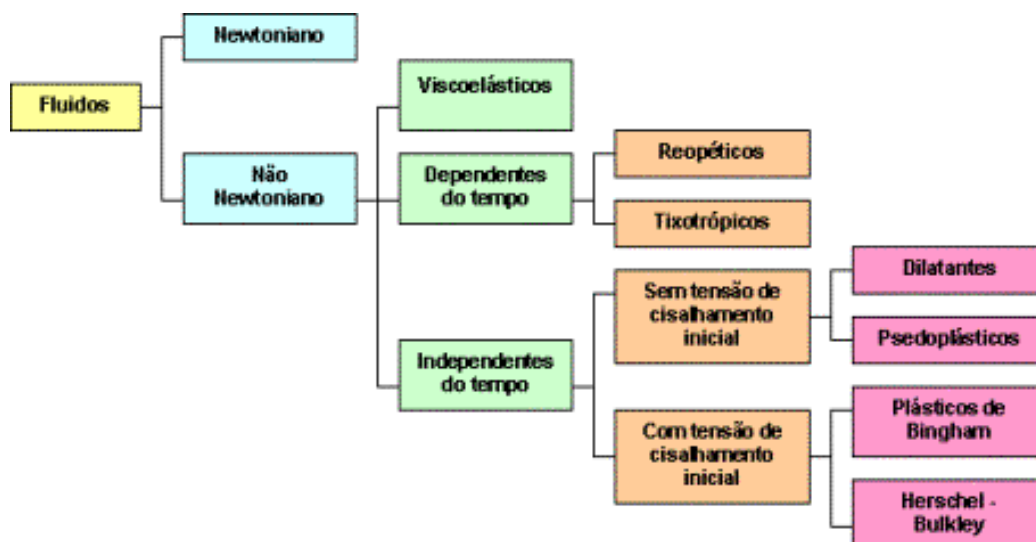 Fluidos
Newtoniano
Não
Newtoniano
Viscoelásticos
Dependentes
do tempo
Independentes
do tempo
Reopéticos
Tixotrópicos
Sem tensão de
cisalhamento
inicial
Com tensão de
cisalhamento
inicial
Dilatantes
Psedoplásticos
Plásticos de
Bingham
Herschel -
Bulkley